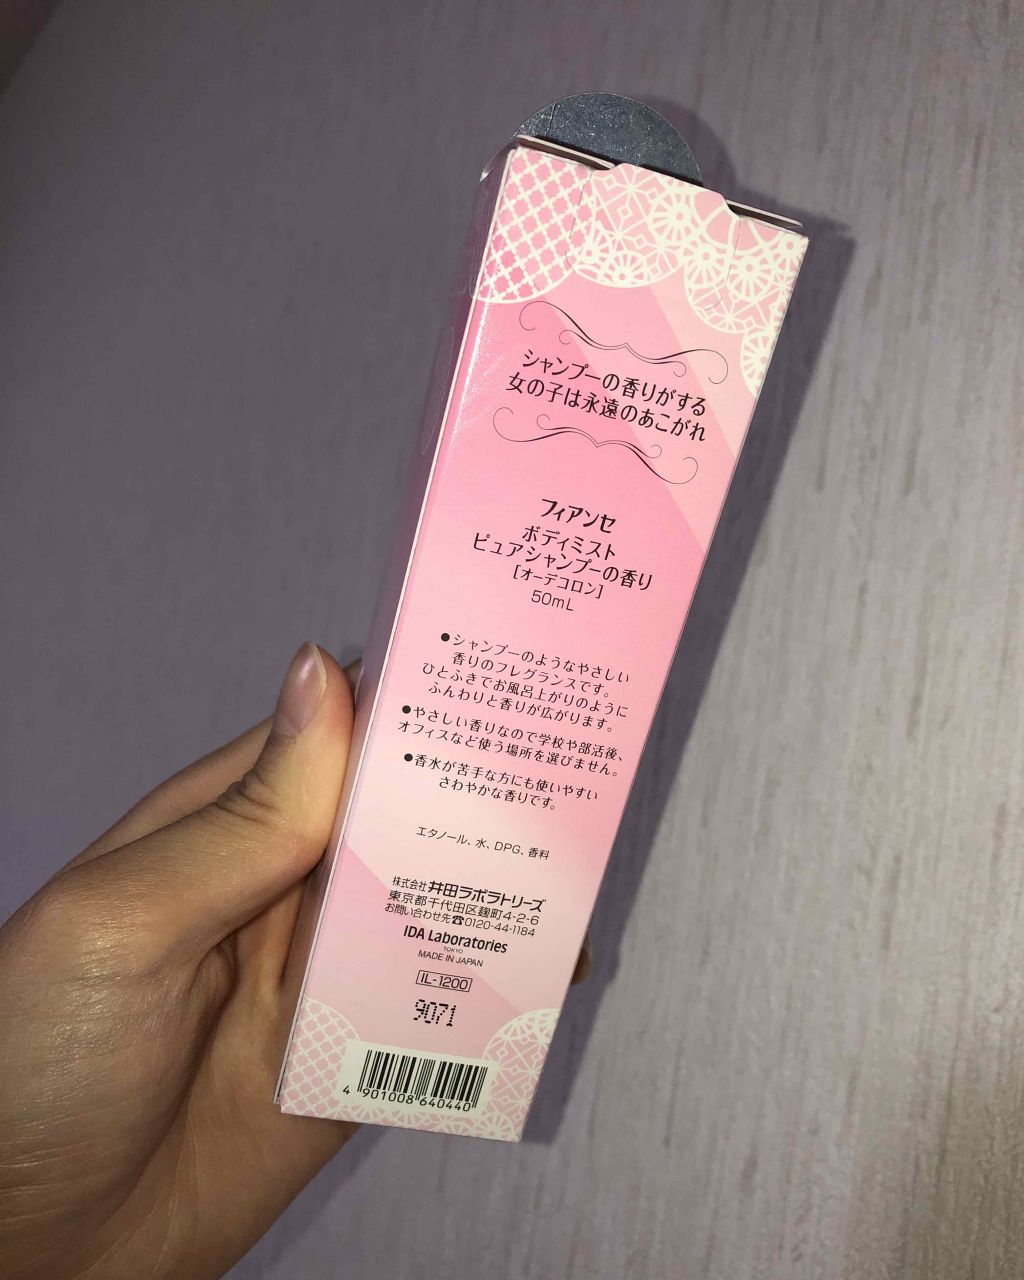 シャンプーの香りがする
女の子は永遠のあこがれ
フィアンセ
ボディミスト
ピュアシャンプーの香り
[オーデコロン]
50mL
●シャンプーのようなやさしい
香りのフレグランスです。
ひとふきでお風呂上がりのように
ふんわりと香りが広がります。
●やさしい香りなので学校や部活後、
オフィスなど使う場所を選びません。
●香水が苦手な方にも使いやすい
さわやかな香りです。
エタノール、水、DPG、香料
株式会社井田ラボラトリーズ
東京都千代田区麹町4-2-6
お問い合わせ先☎0120-44-1184
IDA Laboratories
TOKYO
MADE IN JAPAN
IL-1200
9071
4 901008 640440